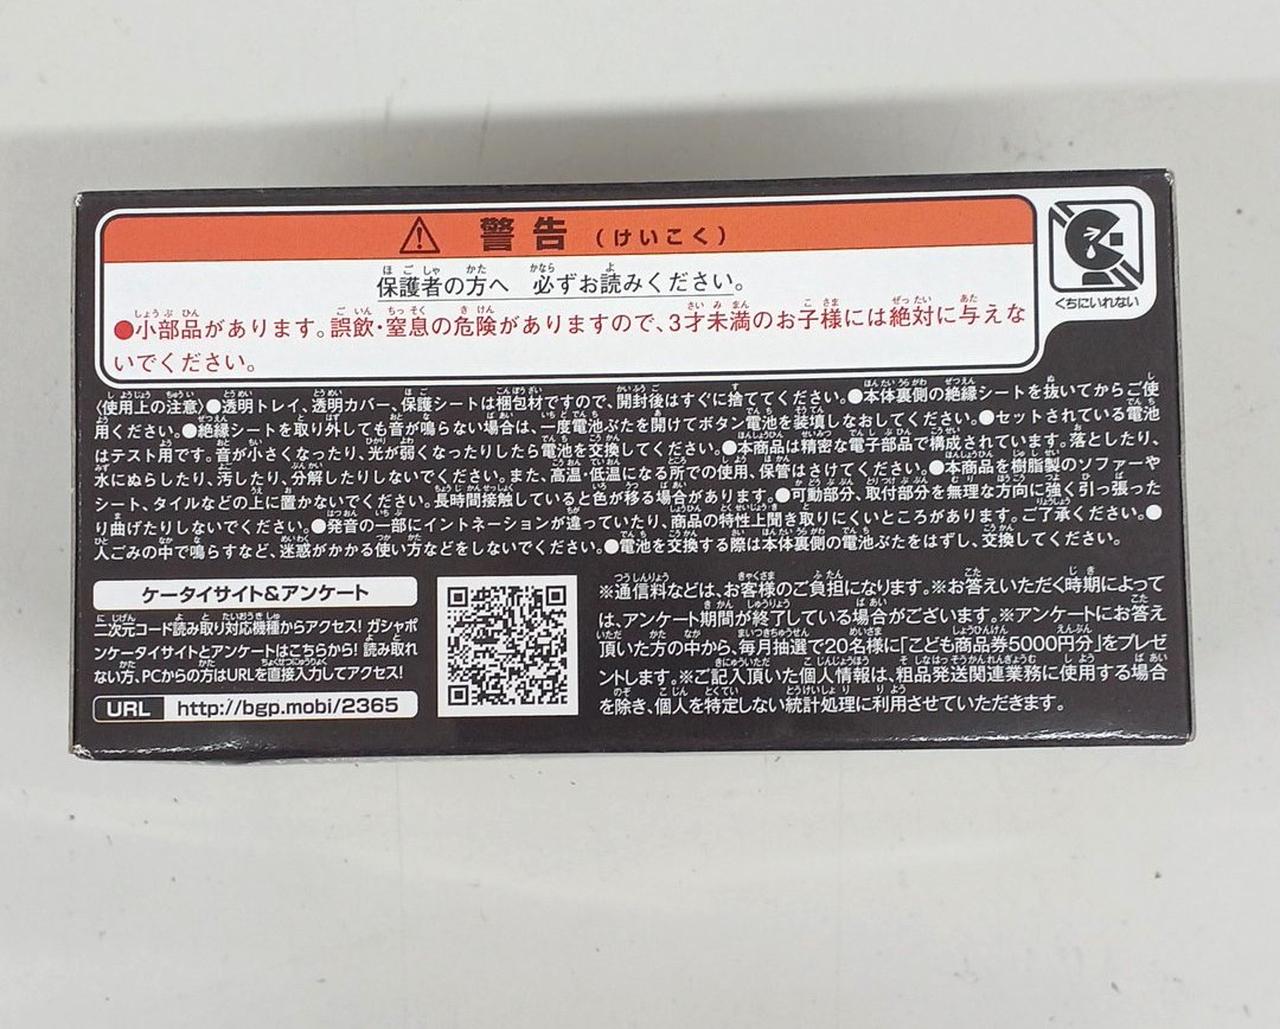 警告（けいこく）
保護者の方へ　必ずお読みください。
●小部品があります。誤飲・窒息の危険がありますので、3才未満のお子様には絶対に与えな
いでください。
くちにいれない
〈使用上の注意〉●透明トレイ、透明カバー、保護シートは梱包材ですので、開封後はすぐに捨ててください。●本体裏側の絶縁シートを抜いてからご使
用ください。●絶縁シートを取り外しても音が鳴らない場合は、一度電池ぶたを開けてボタン電池を装填しなおしてください。●セットされている電池
はテスト用です。音が小さくなったり、光が弱くなったりしたら電池を交換してください。●本商品は精密な電子部品で構成されています。落としたり、
水にぬらしたり、汚したり、分解したりしないでください。また、高温・低温になる所での使用、保管はさけてください。●本商品を樹脂製のソファーや
シート、タイルなどの上に置かないでください。長時間接触していると色が移る場合があります。●可動部分、取付部分を無理な方向に強く引っ張った
り曲げたりしないでください。●発音の一部にイントネーションが違っていたり、商品の特性上聞き取りにくいところがあります。ご了承ください。●
人ごみの中で鳴らすなど、迷惑がかかる使い方などをしないでください。●電池を交換する際は本体裏側の電池ぶたをはずし、交換してください。
ケータイサイト&アンケート
二次元コード読み取り対応機種からアクセス! ガシャポ
ンケータイサイトとアンケートはこちらから! 読み取れ
ない方、PCからの方はURLを直接入力してアクセス!
URL http://bgp.mobi/2365
※通信料などは、お客様のご負担になります。※お答えいただく時期によって
は、アンケート期間が終了している場合がございます。※アンケートにお答え
頂いた方の中から、毎月抽選で20名様に「こども商品券5000円分」をプレゼ
ントします。※ご記入頂いた個人情報は、粗品発送関連業務に使用する場合
を除き、個人を特定しない統計処理に利用させていただきます。